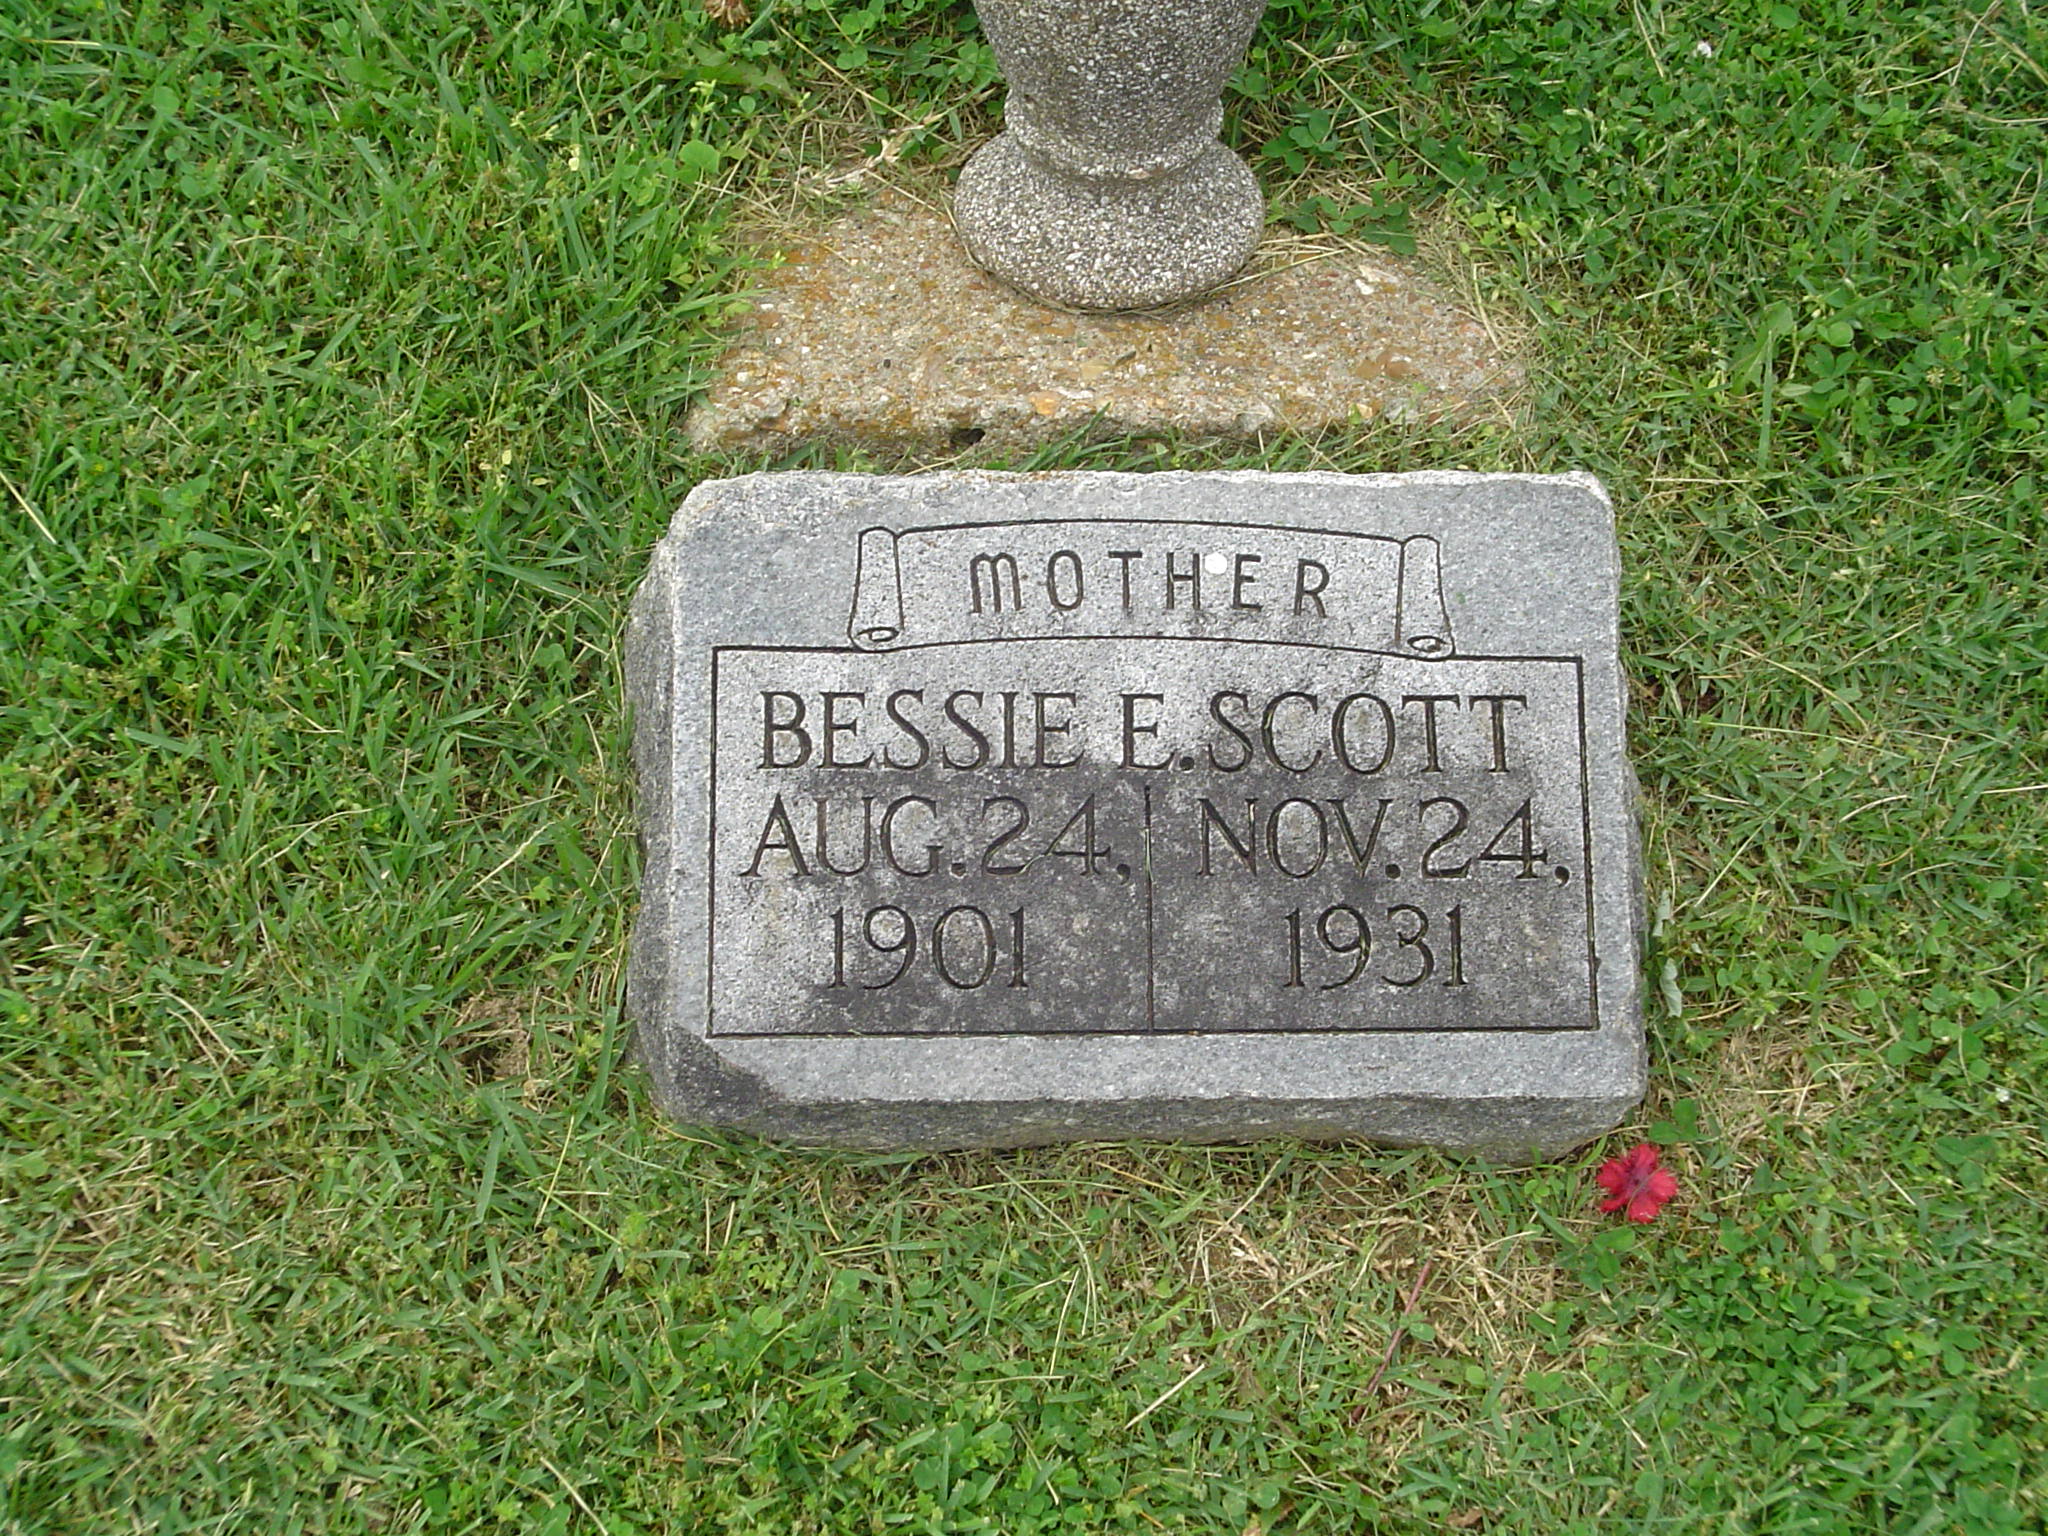 MOTHER
BESSIE E. SCOTT
AUG. 24, NOV. 24,
1901 1931